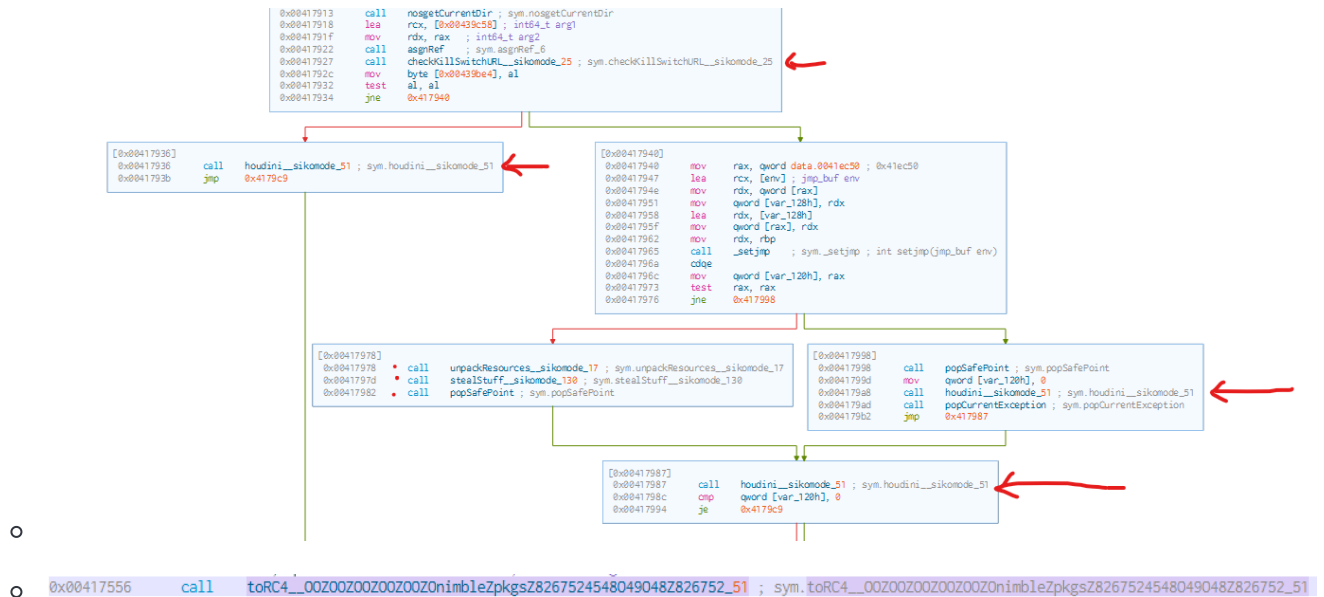 0x00417913 call nosgetCurrentDir ; sym.nosgetCurrentDir
0x00417918 lea rcx, [0x00439c58] ; int64_t arg1
0x0041791f mov rdx, rax ; int64_t arg2
0x00417922 call asgnRef ; sym.asgnRef_6
0x00417927 call checkKillSwitchURL__sikomode_25 ; sym.checkKillSwitchURL__sikomode_25
0x0041792c mov byte [0x00439be4], al
0x00417932 test al, al
0x00417934 jne 0x417940
[0x00417936]
0x00417936 call houdini__sikomode_51 ; sym.houdini__sikomode_51
0x0041793b jmp 0x4179c9
[0x00417940]
0x00417940 mov rax, qword data.0041ec50 ; 0x41ec50
0x00417947 lea rcx, [env] ; jmp_buf env
0x0041794e mov rdx, qword [rax]
0x00417951 mov qword [var_128h], rdx
0x00417958 lea rdx, [var_128h]
0x0041795f mov qword [rax], rdx
0x00417962 mov rdx, rbp
0x00417965 call _setjmp ; sym._setjmp ; int setjmp(jmp_buf env)
0x0041796a cdqe
0x0041796c mov qword [var_120h], rax
0x00417973 test rax, rax
0x00417976 jne 0x417998
[0x00417978]
0x00417978 call unpackResources__sikomode_17 ; sym.unpackResources__sikomode_17
0x0041797d call stealStuff__sikomode_130 ; sym.stealStuff__sikomode_130
0x00417982 call popSafePoint ; sym.popSafePoint
[0x00417998]
0x00417998 call popSafePoint ; sym.popSafePoint
0x0041799d mov qword [var_120h], 0
0x004179a8 call houdini__sikomode_51 ; sym.houdini__sikomode_51
0x004179ad call popCurrentException ; sym.popCurrentException
0x004179b2 jmp 0x417987
[0x00417987]
0x00417987 call houdini__sikomode_51 ; sym.houdini__sikomode_51
0x0041798c cmp qword [var_120h], 0
0x00417994 je 0x4179c9
0x00417556 call toRC4__OOZOOZOOZOOZOOZOnimbleZpkgsZ8267524548O49O48Z826752_51 ; sym.toRC4__OOZOOZOOZOOZOOZOnimbleZpkgsZ8267524548O49O48Z826752_51